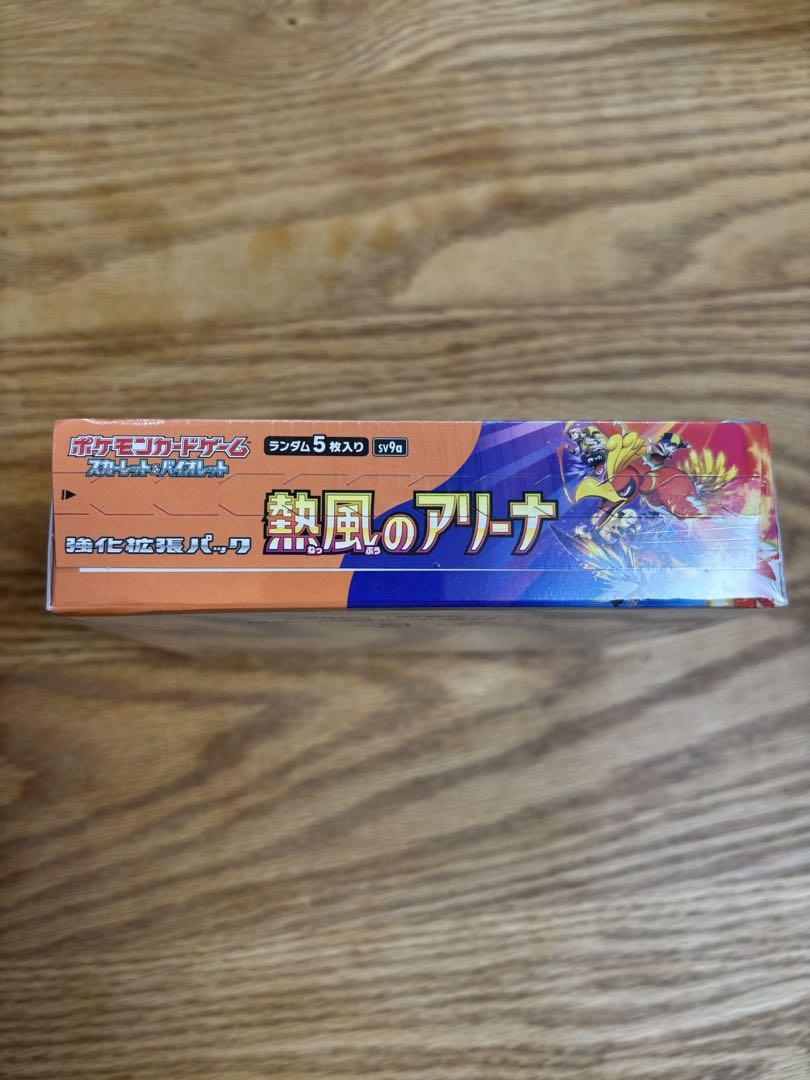 ポケモンカードゲーム
スカーレット&バイオレット
ランダム5枚入り
sv9a
強化拡張パック
熱風のアリーナ
ねっ ぷう